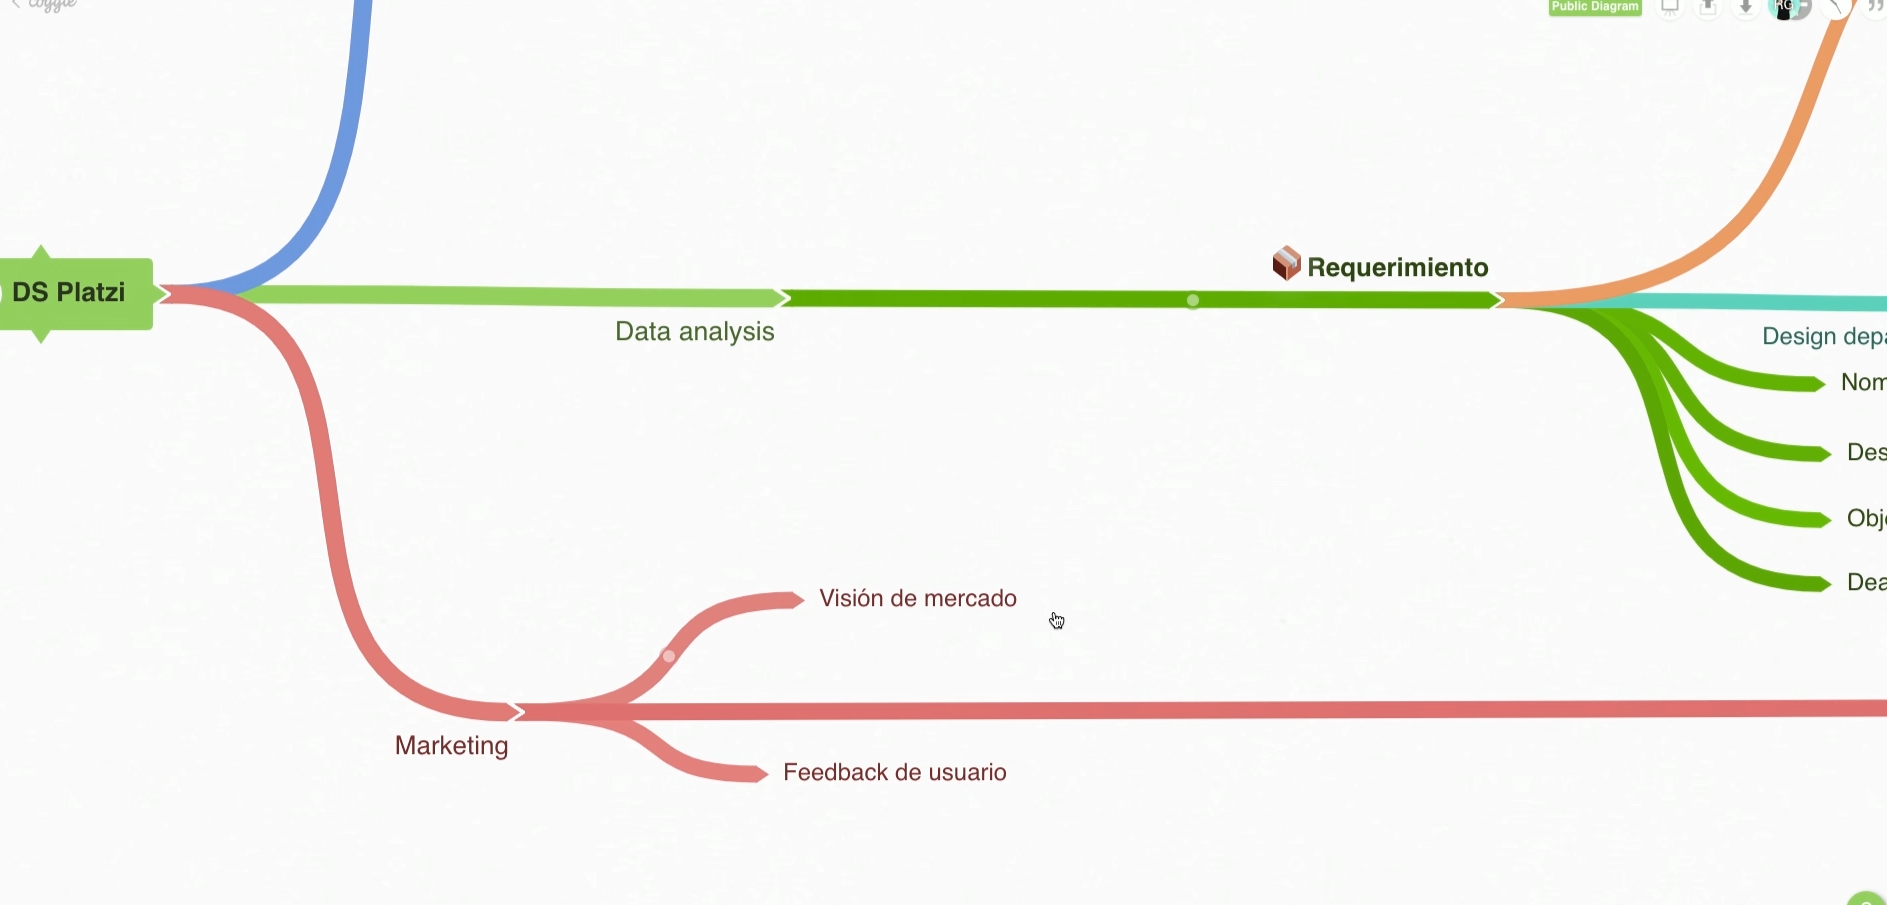 coggle
Public Diagram
RG
DS Platzi
Requerimiento
Data analysis
Design depa
Nom
Des
Obj
Dea
Visión de mercado
Marketing
Feedback de usuario